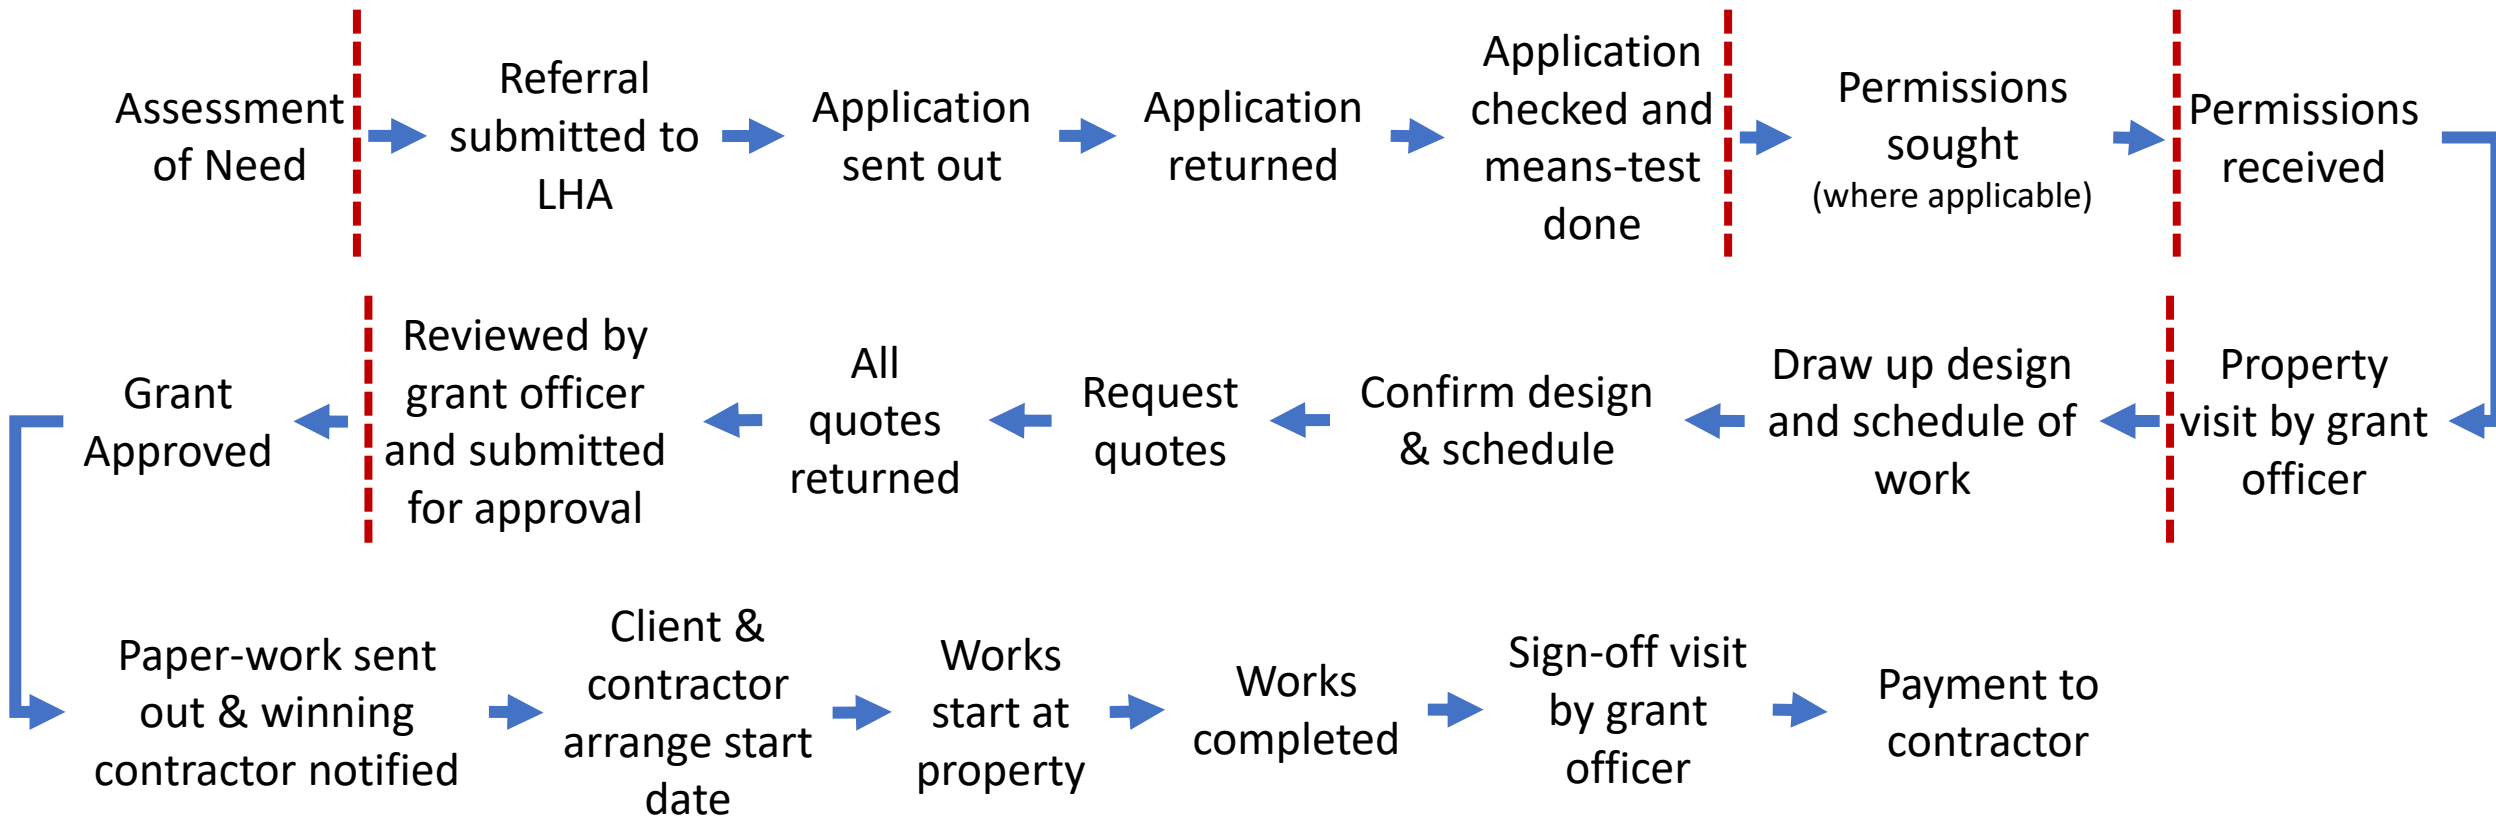 Assessment
of Need
Referral
submitted to
LHA
Application
sent out
Application
returned
Application
checked and
means-test
done
Permissions
sought
(where applicable)
Permissions
received
Property
visit by grant
officer
Draw up design
and schedule of
work
Confirm design
& schedule
Request
quotes
All
quotes
returned
Reviewed by
grant officer
and submitted
for approval
Grant
Approved
Paper-work sent
out & winning
contractor notified
Client &
contractor
arrange start
date
Works
start at
property
Works
completed
Sign-off visit
by grant
officer
Payment to
contractor